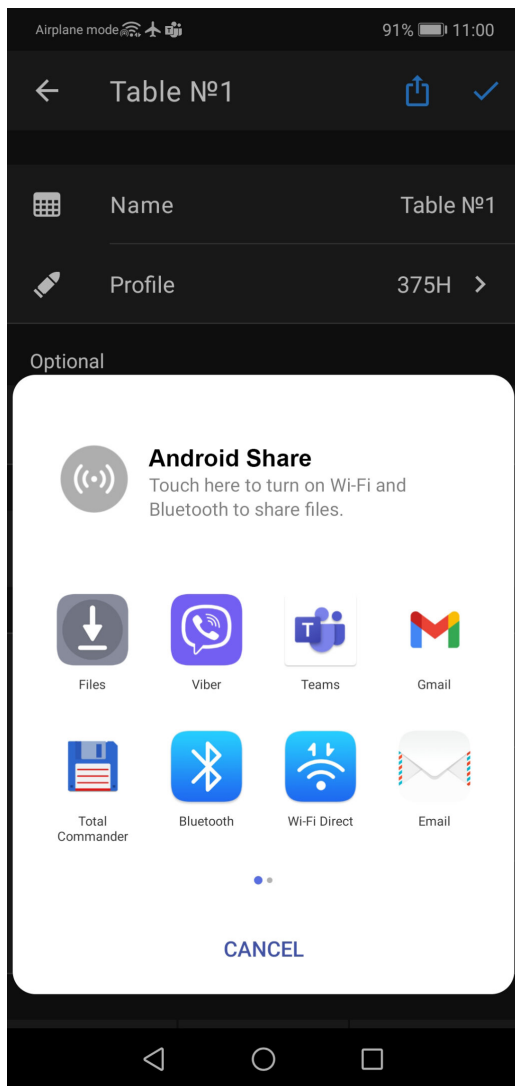 Airplane mode 91% 11:00
Table №1
Name Table №1
Profile 375H
Optional
Android Share
Touch here to turn on Wi-Fi and
Bluetooth to share files.
Files Viber Teams Gmail
Total
Commander Bluetooth Wi-Fi Direct Email
CANCEL